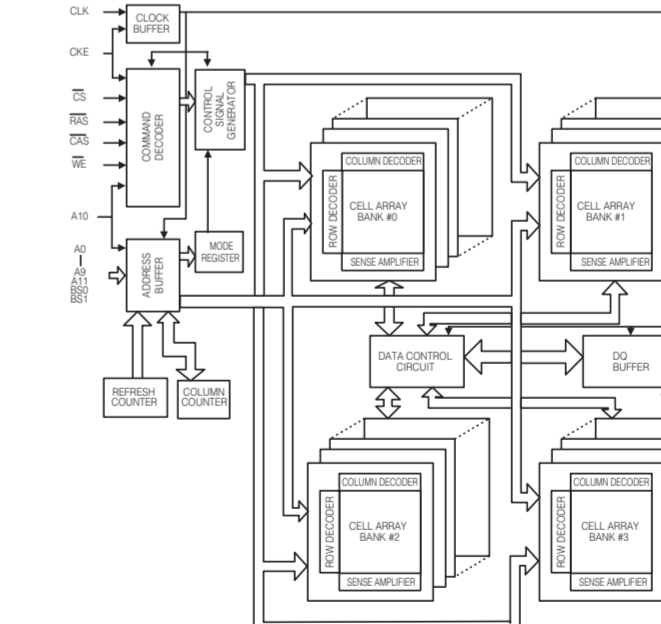 CLK
CLOCK
BUFFER
CKE
CS
RAS
CAS
WE
COMMAND
DECODER
CONTROL
SIGNAL
GENERATOR
A10
A0
A9
A11
BS0
BS1
ADDRESS
BUFFER
MODE
REGISTER
REFRESH
COUNTER
COLUMN
COUNTER
COLUMN DECODER
ROW DECODER
CELL ARRAY
BANK #0
SENSE AMPLIFIER
COLUMN DECODER
ROW DECODER
CELL ARRAY
BANK #1
SENSE AMPLIFIER
DATA CONTROL
CIRCUIT
DQ
BUFFER
COLUMN DECODER
ROW DECODER
CELL ARRAY
BANK #2
SENSE AMPLIFIER
COLUMN DECODER
ROW DECODER
CELL ARRAY
BANK #3
SENSE AMPLIFIER